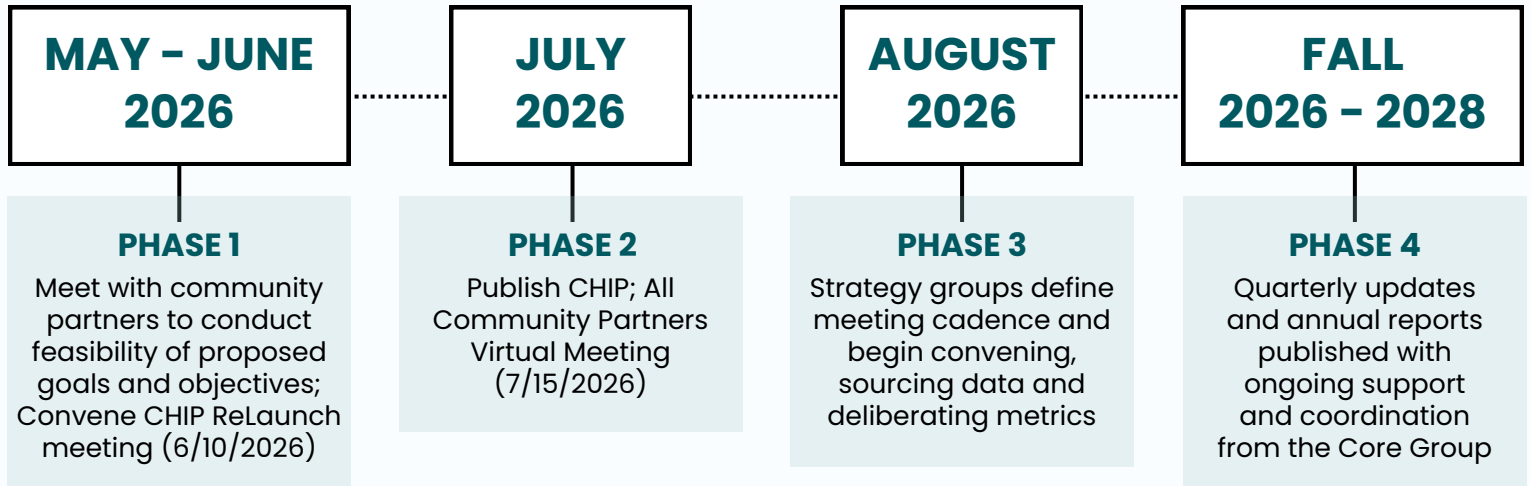 MAY - JUNE
2026
JULY
2026
AUGUST
2026
FALL
2026 - 2028
PHASE 1
Meet with community
partners to conduct
feasibility of proposed
goals and objectives;
Convene CHIP ReLaunch
meeting (6/10/2026)
PHASE 2
Publish CHIP; All
Community Partners
Virtual Meeting
(7/15/2026)
PHASE 3
Strategy groups define
meeting cadence and
begin convening,
sourcing data and
deliberating metrics
PHASE 4
Quarterly updates
and annual reports
published with
ongoing support
and coordination
from the Core Group